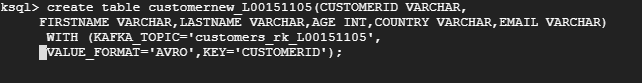 ksql> create table customernew_L00151105(CUSTOMERID VARCHAR,
FIRSTNAME VARCHAR,LASTNAME VARCHAR,AGE INT,COUNTRY VARCHAR,EMAIL VARCHAR)
WITH (KAFKA_TOPIC='customers_rk_L00151105',
VALUE_FORMAT='AVRO',KEY='CUSTOMERID');